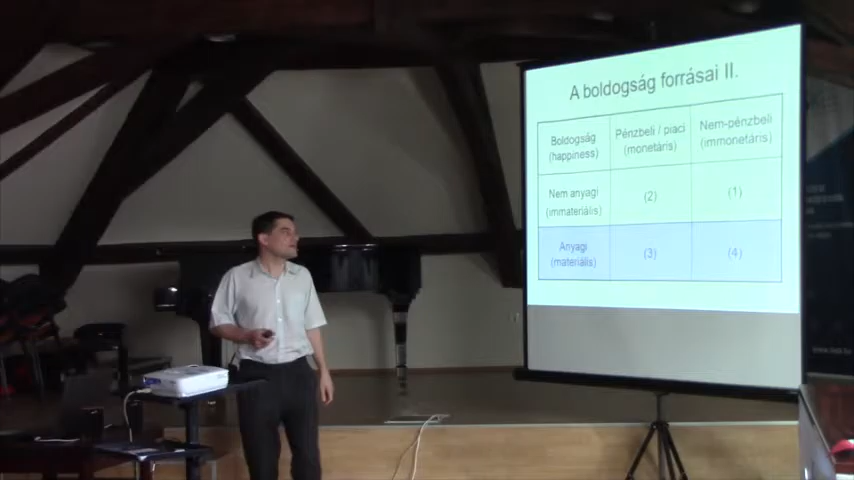 A boldogság forrásai II.
Boldogság Pénzbeli / piaci Nem-pénzbeli
(happiness) (monetáris) (immonetáris)
Nem anyagi (2) (1)
(immateriális)
Anyagi (3) (4)
(materiális)